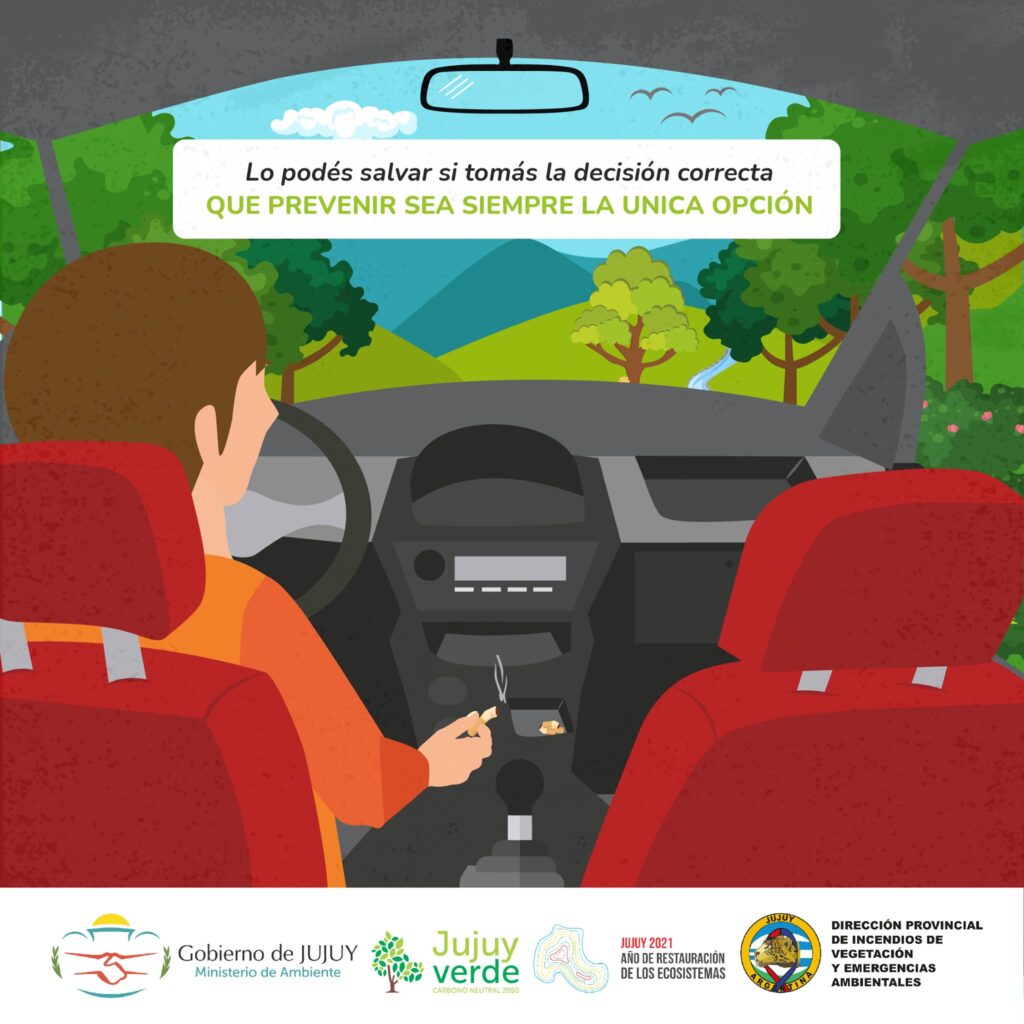 Lo podés salvar si tomás la decisión correcta
QUE PREVENIR SEA SIEMPRE LA UNICA OPCIÓN
Gobierno de JUJUY
Ministerio de Ambiente
Jujuy
verde
CARBONO NEUTRAL 2050
JUJUY 2021
AÑO DE RESTAURACIÓN
DE LOS ECOSISTEMAS
JUJUY
ARGENTINA
DIRECCIÓN PROVINCIAL
DE INCENDIOS DE
VEGETACIÓN
Y EMERGENCIAS
AMBIENTALES